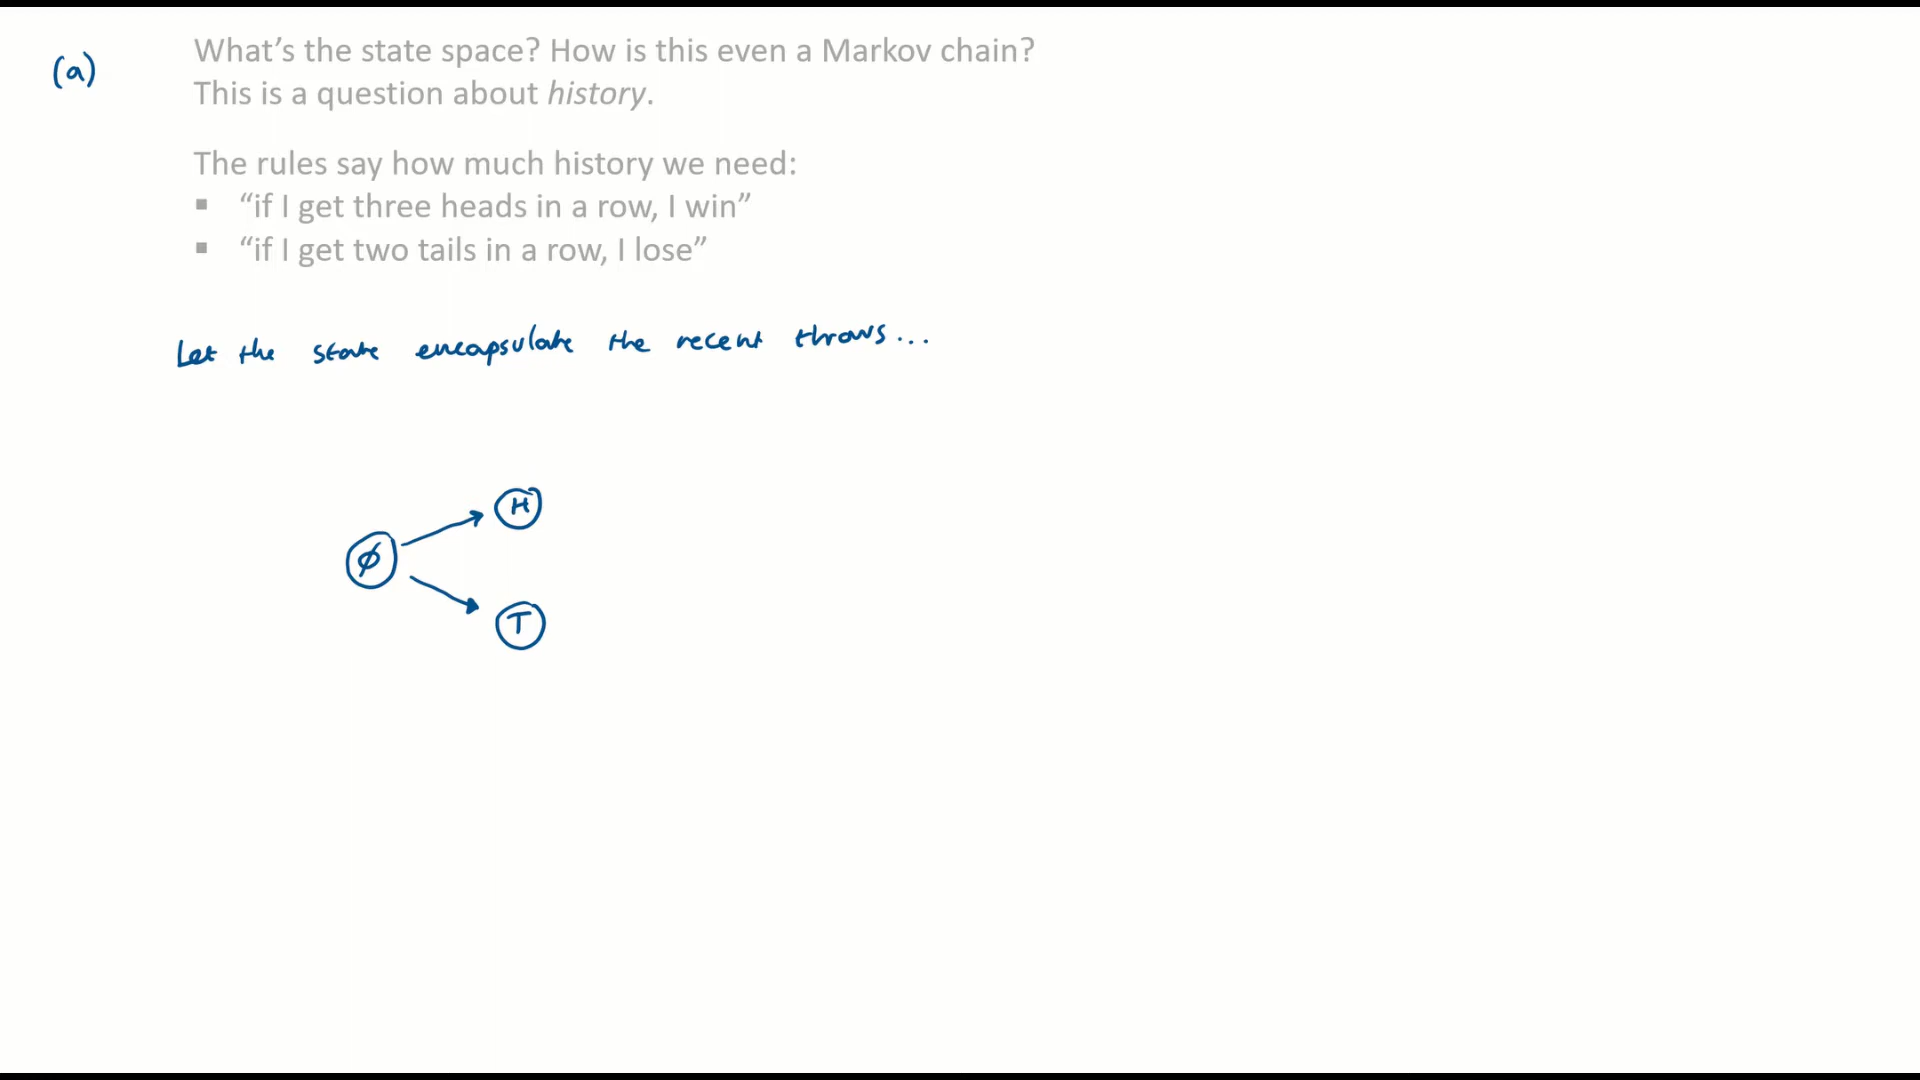 (a)
What's the state space? How is this even a Markov chain?
This is a question about history.
The rules say how much history we need:
▪ “if I get three heads in a row, I win”
▪ “if I get two tails in a row, I lose”
Let the state encapsulate the recent throws...
H
∅
T